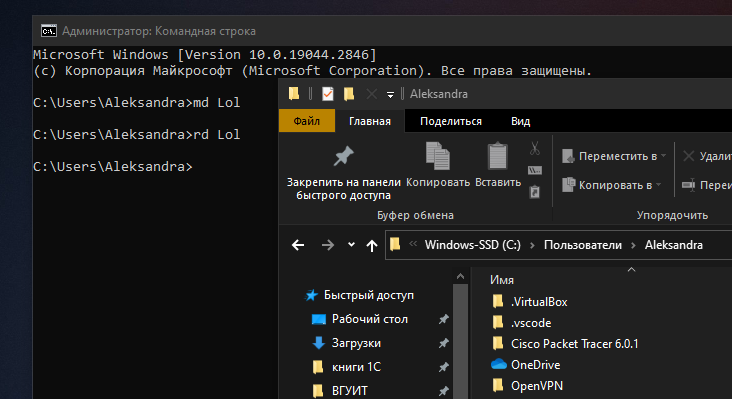 Администратор: Командная строка
Microsoft Windows [Version 10.0.19044.2846]
(c) Корпорация Майкрософт (Microsoft Corporation). Все права защищены.
C:\Users\Aleksandra>md Lol
C:\Users\Aleksandra>rd Lol
C:\Users\Aleksandra>
Aleksandra
Файл Главная Поделиться Вид
Закрепить на панели быстрого доступа
Копировать
Вставить
Переместить в
Копировать в
Удали
Переи
Буфер обмена
Упорядочить
Windows-SSD (C:) Пользователи Aleksandra
Быстрый доступ
Рабочий стол
Загрузки
книги 1С
ВГУИТ
Имя
.VirtualBox
.vscode
Cisco Packet Tracer 6.0.1
OneDrive
OpenVPN